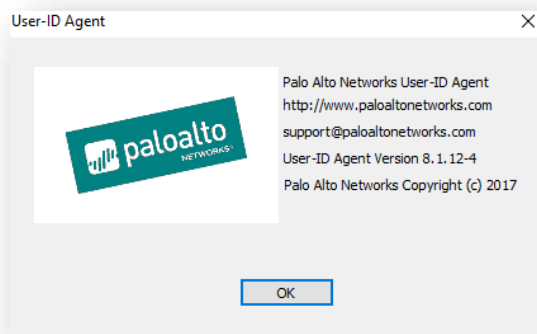 User-ID Agent
paloalto
NETWORKS
Palo Alto Networks User-ID Agent
http://www.paloaltonetworks.com
support@paloaltonetworks.com
User-ID Agent Version 8.1.12-4
Palo Alto Networks Copyright (c) 2017
OK